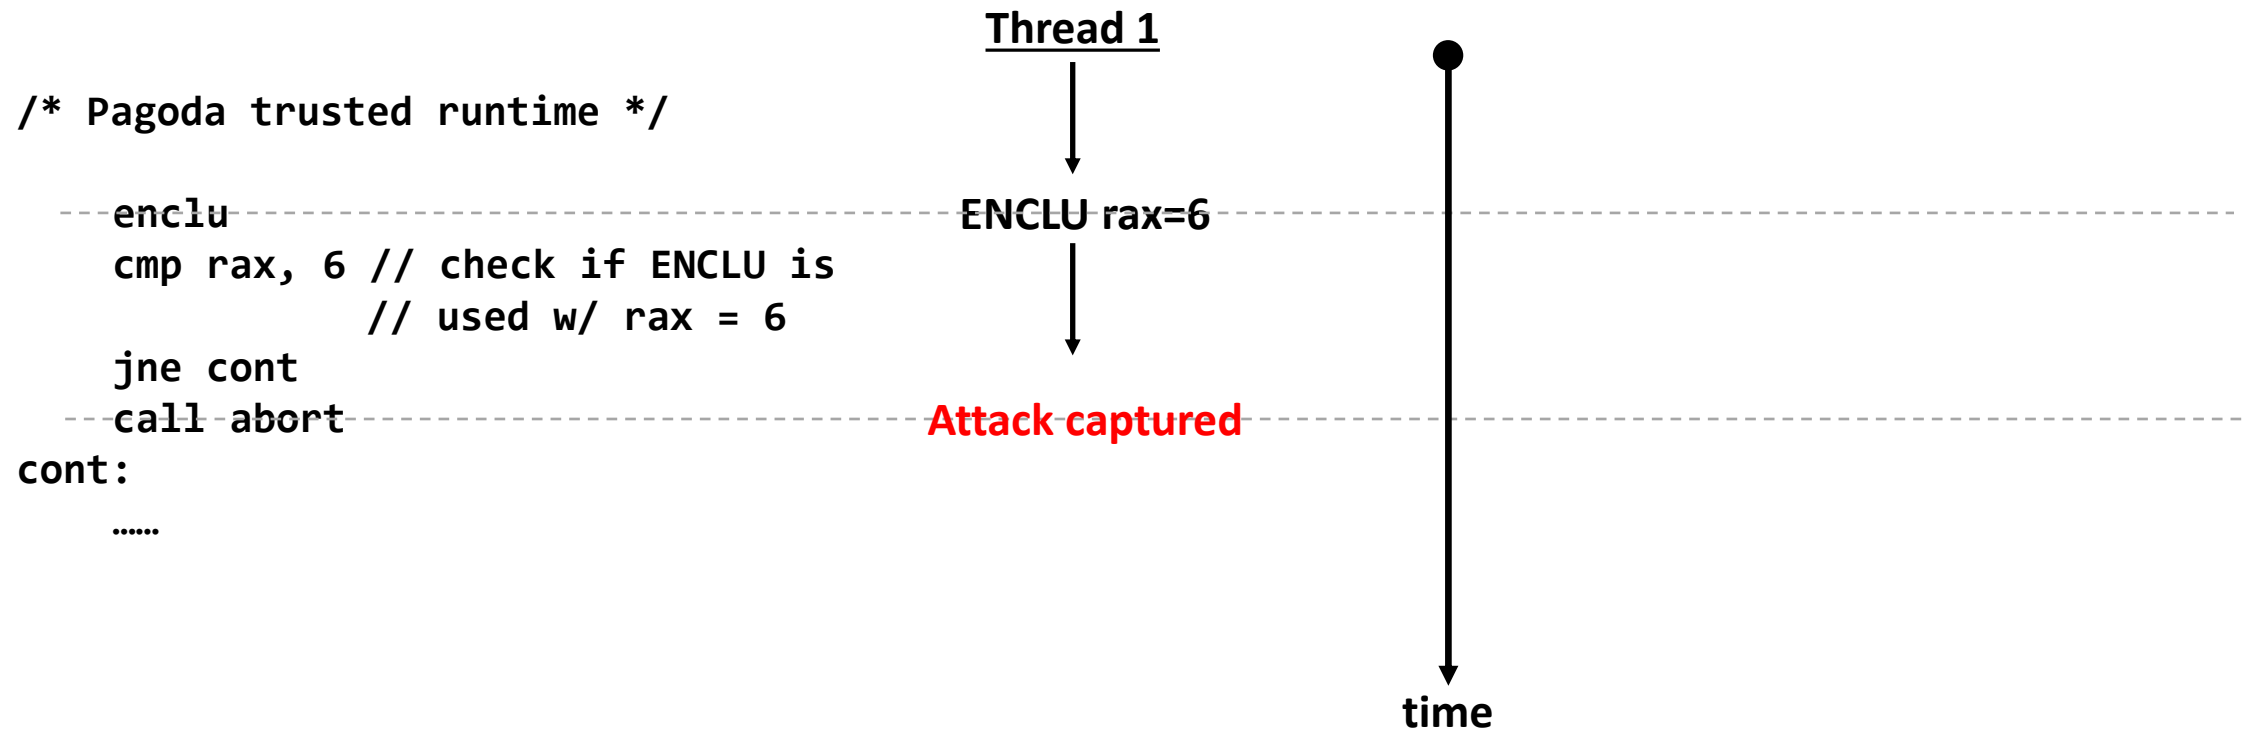 Thread 1
/* Pagoda trusted runtime */
enclu
ENCLU rax=6
cmp rax, 6 // check if ENCLU is
// used w/ rax = 6
jne cont
call abort
Attack captured
cont:
……
time